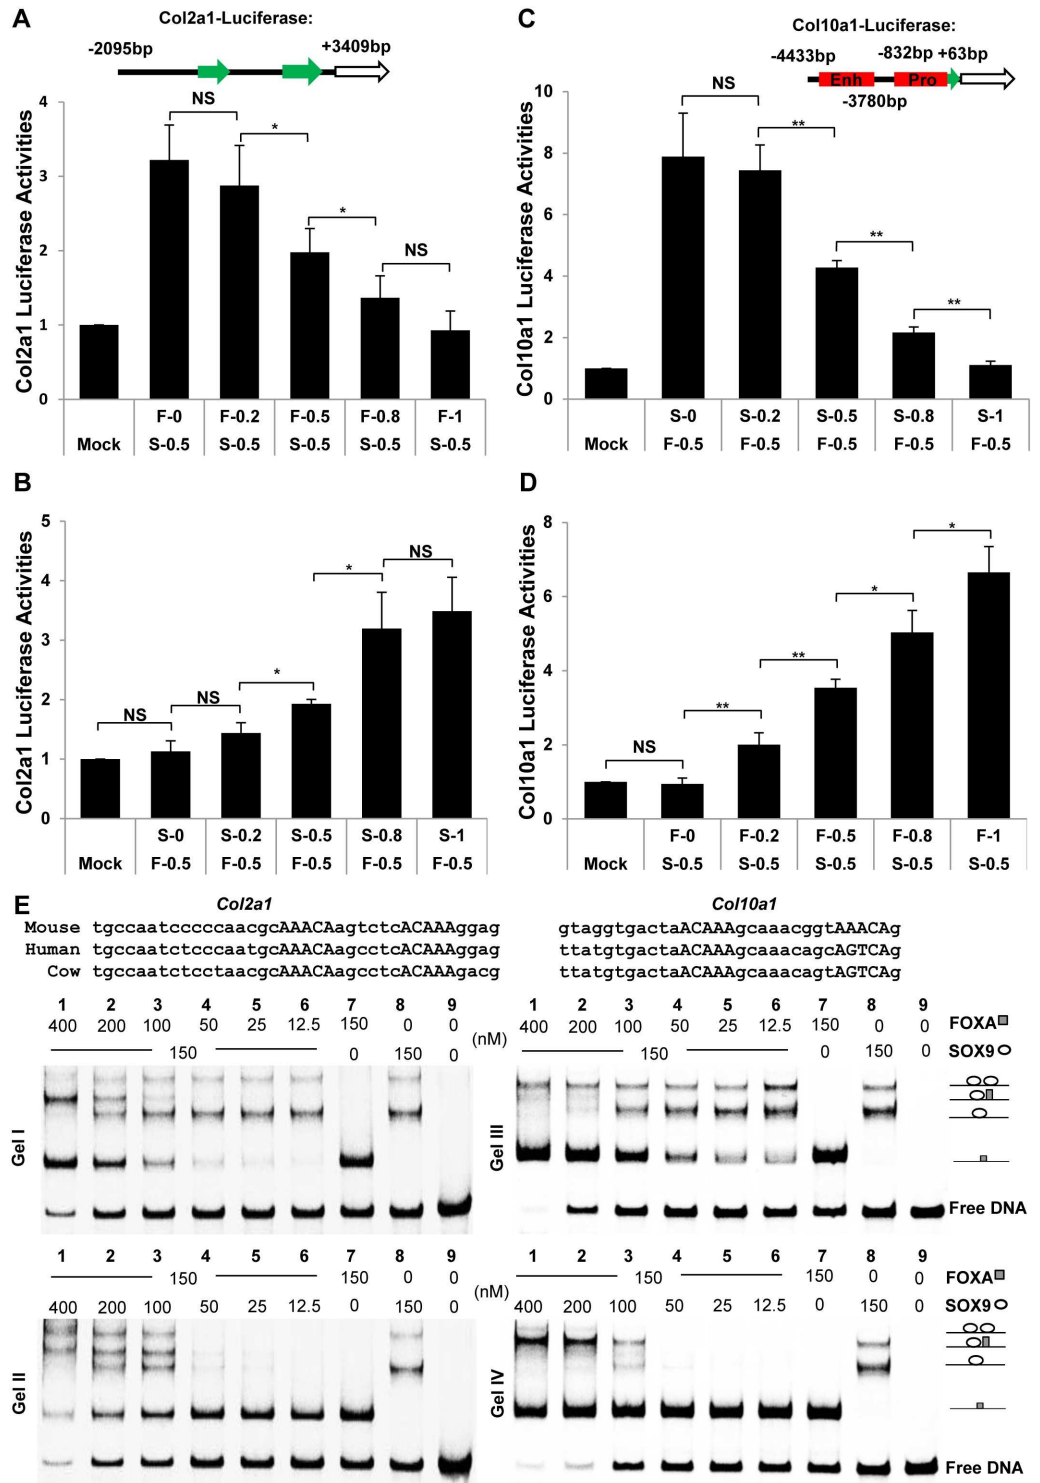 A
Col2a1-Luciferase:
-2095bp
+3409bp
Col2a1 Luciferase Activities
4
3
2
1
0
NS
*
*
NS
F-0 F-0.2 F-0.5 F-0.8 F-1
Mock S-0.5 S-0.5 S-0.5 S-0.5 S-0.5
C
Col10a1-Luciferase:
-4433bp
-832bp +63bp
Enh Pro
-3780bp
Col10a1 Luciferase Activities
10
8
6
4
2
0
NS
**
**
**
S-0 S-0.2 S-0.5 S-0.8 S-1
Mock F-0.5 F-0.5 F-0.5 F-0.5 F-0.5
B
Col2a1 Luciferase Activities
5
4
3
2
1
0
NS
NS
*
*
NS
S-0 S-0.2 S-0.5 S-0.8 S-1
Mock F-0.5 F-0.5 F-0.5 F-0.5 F-0.5
D
Col10a1 Luciferase Activities
8
6
4
2
0
NS
**
**
*
*
F-0 F-0.2 F-0.5 F-0.8 F-1
Mock S-0.5 S-0.5 S-0.5 S-0.5 S-0.5
E
Col2a1
Mouse tgccaatcccccaacgcAAACAagtctcACAAAggag
Human tgccaatctcccaatgcAAACAagcctcACAAAggag
Cow tgccaatctcctaacgcAAACAagcctcACAAAgacg
Col10a1
gtaggtgactaACAAAgcaaacggtAAACAg
ttatgtgactaACAAAgcaaacagcAGTCAg
ttatgtgactaACAAAgcaaacagtAGTCAg
1 2 3 4 5 6 7 8 9
400 200 100 50 25 12.5 150 0 0
150 0 150 0
Gel I
(nM)
1 2 3 4 5 6 7 8 9
400 200 100 50 25 12.5 150 0 0
FOXA
150 0 150 0
SOX9
Gel III
Free DNA
1 2 3 4 5 6 7 8 9
150 150 0 0
400 200 100 50 25 12.5 0 150 0
Gel II
(nM)
1 2 3 4 5 6 7 8 9
150 150 0 0
FOXA
400 200 100 50 25 12.5 0 150 0
SOX9
Gel IV
Free DNA